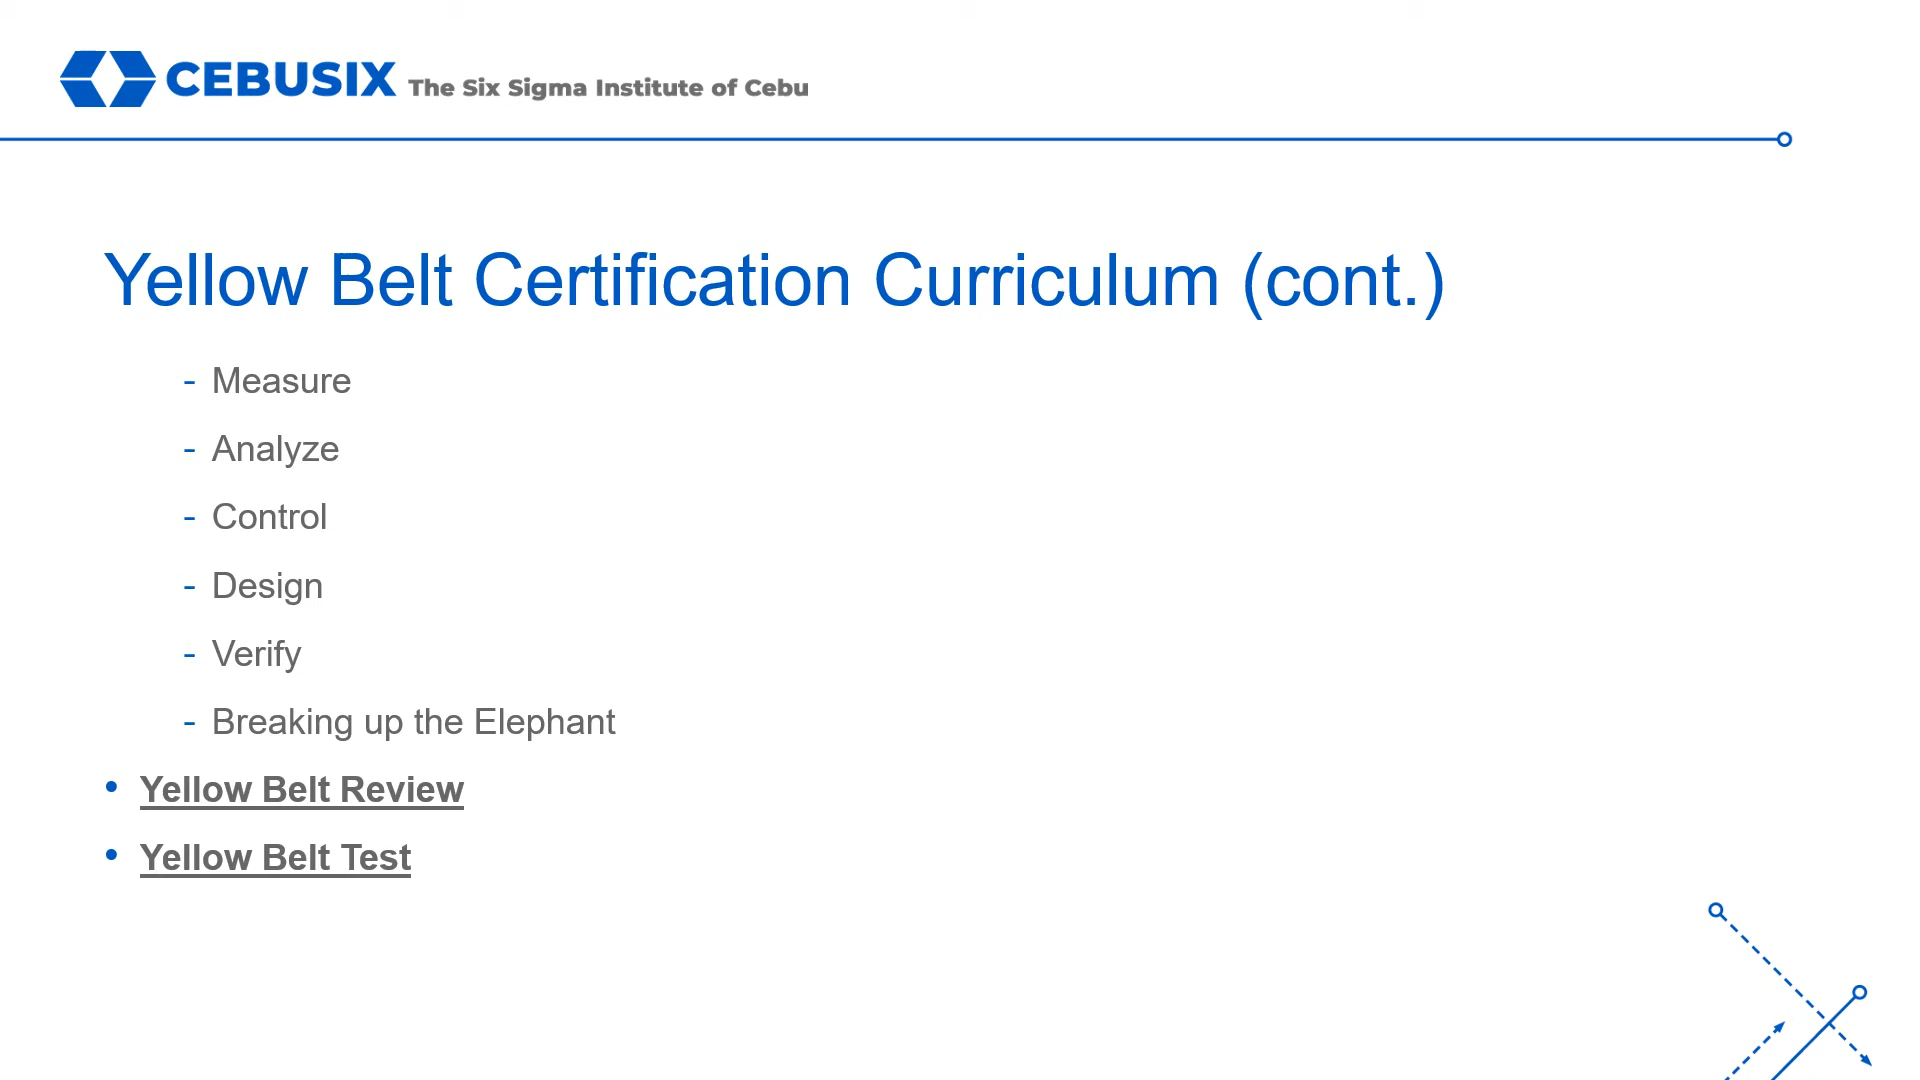 CEBUSIX The Six Sigma Institute of Cebu
Yellow Belt Certification Curriculum (cont.)
- Measure
- Analyze
- Control
- Design
- Verify
- Breaking up the Elephant
• Yellow Belt Review
• Yellow Belt Test